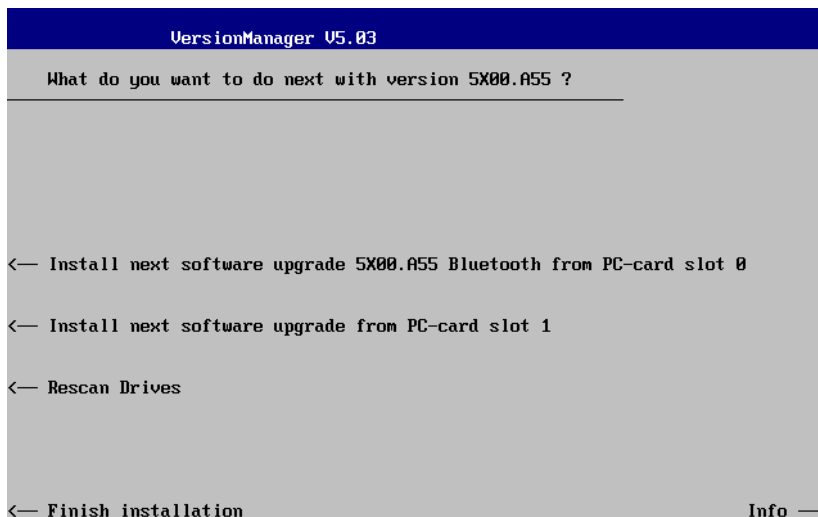 VersionManager V5.03
What do you want to do next with version 5X00.A55 ?
<— Install next software upgrade 5X00.A55 Bluetooth from PC-card slot 0
<— Install next software upgrade from PC-card slot 1
<— Rescan Drives
<— Finish installation Info —